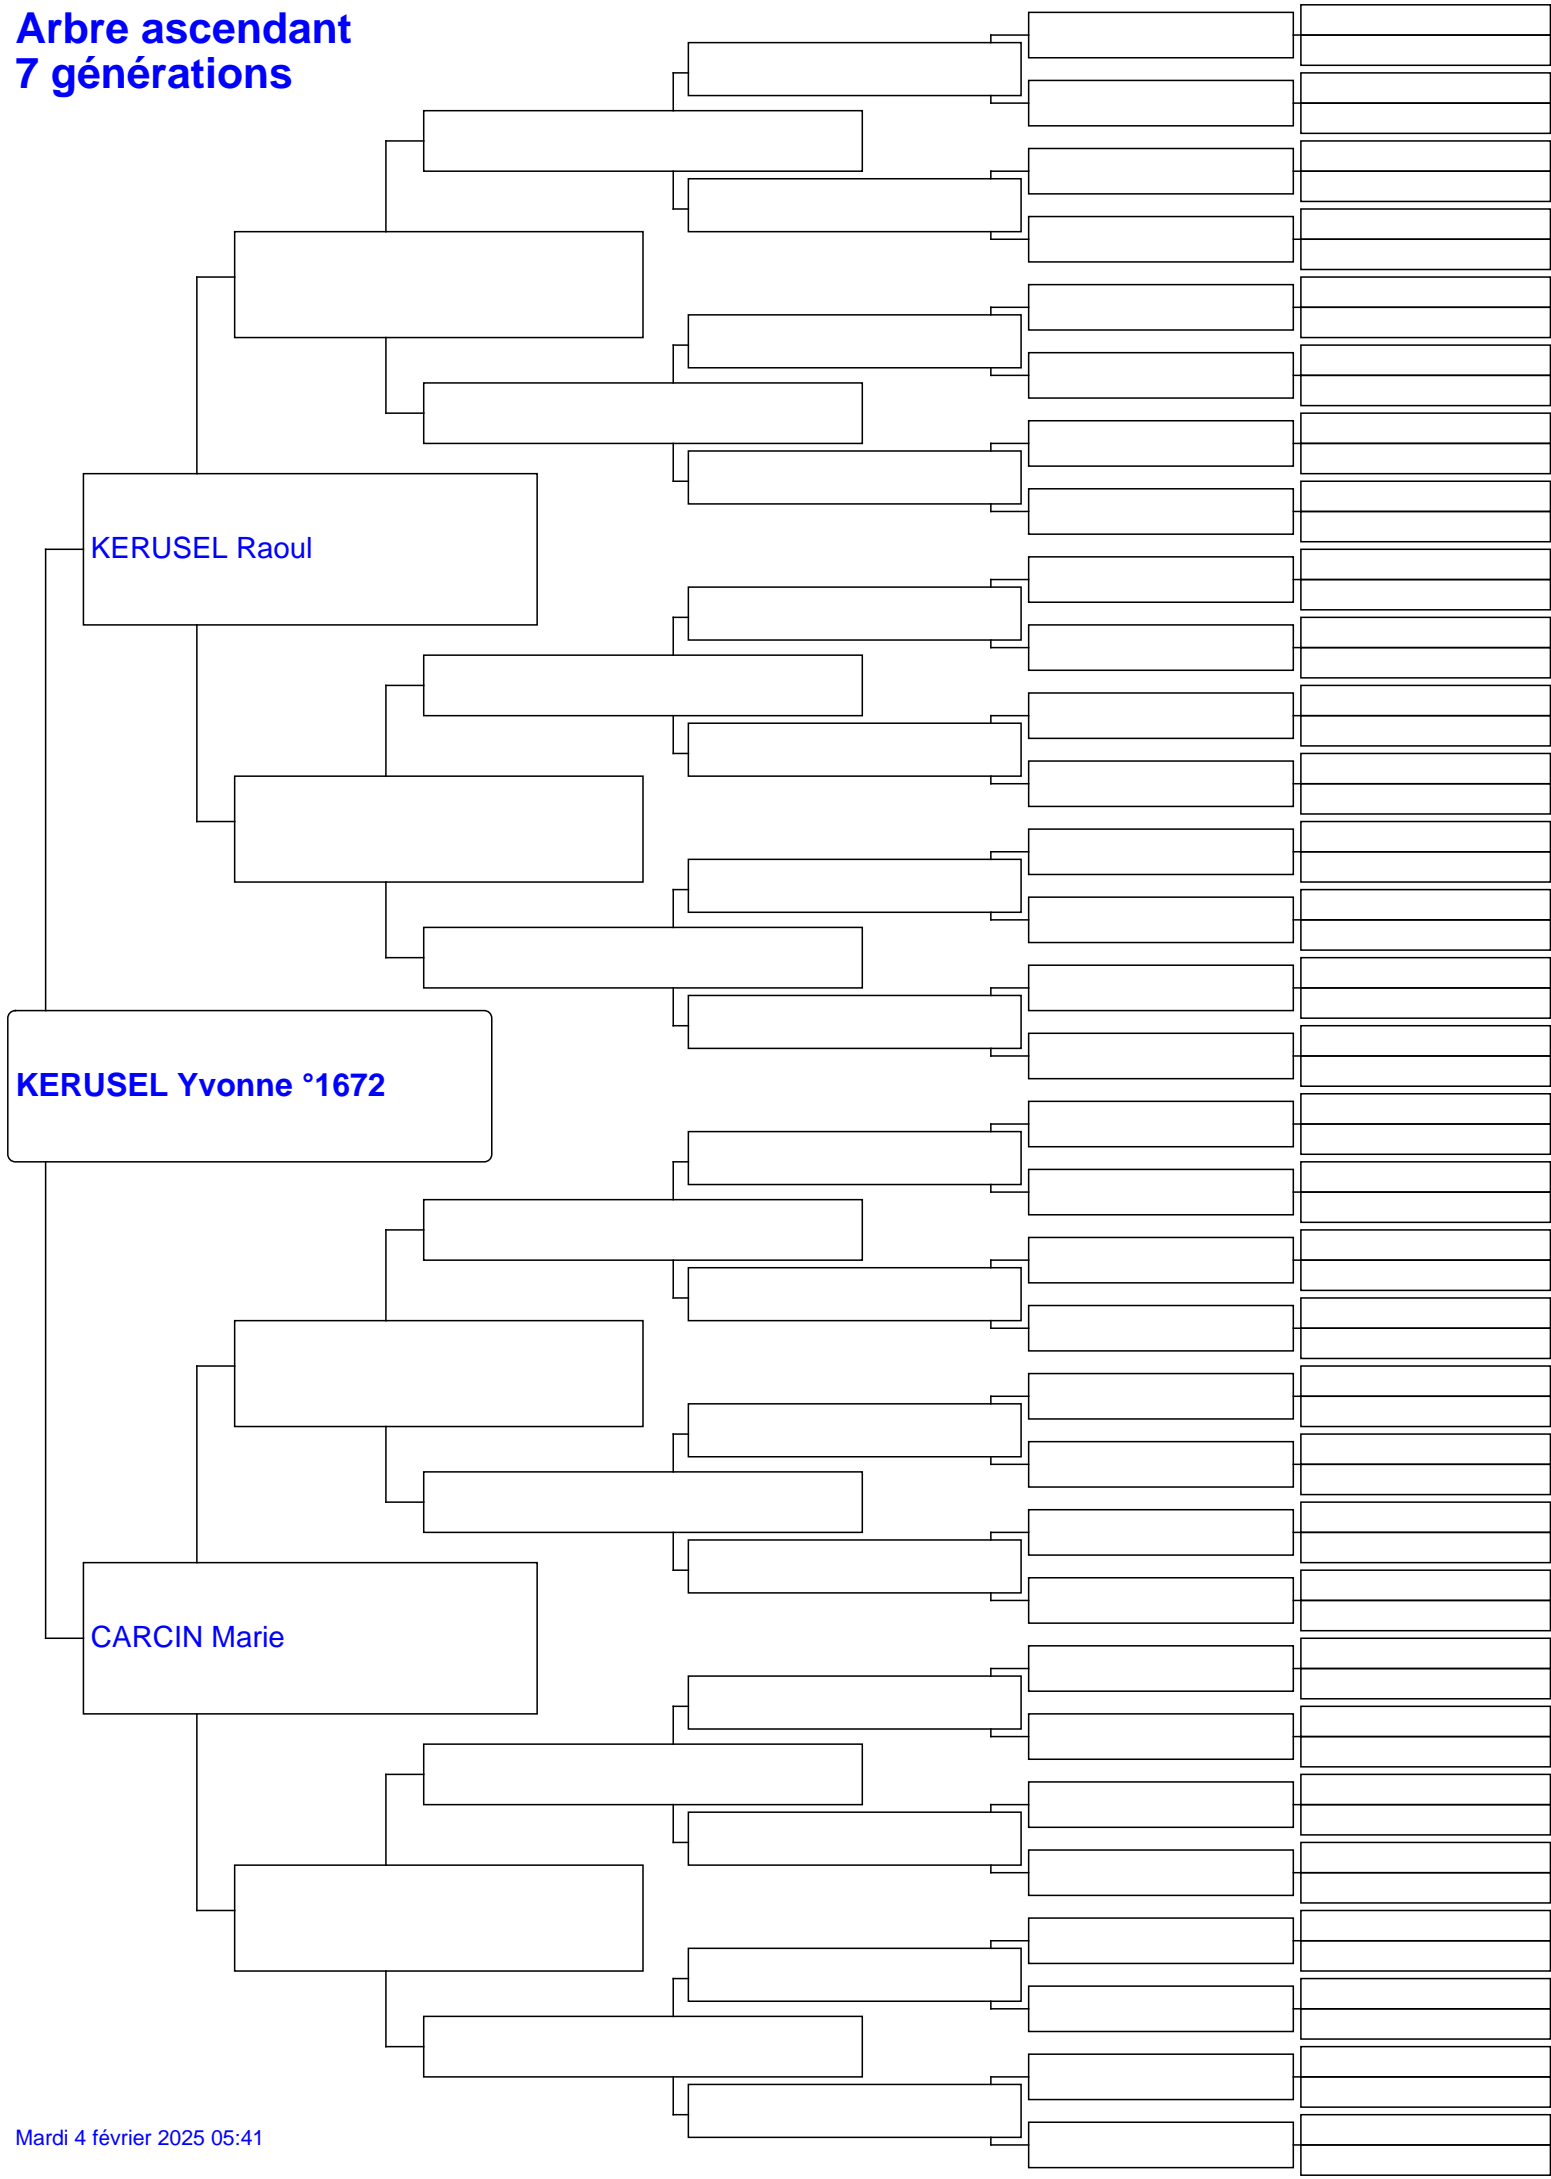 Arbre ascendant
7 générations
KERUSEL Raoul
KERUSEL Yvonne °1672
CARCIN Marie
Mardi 4 février 2025 05:41